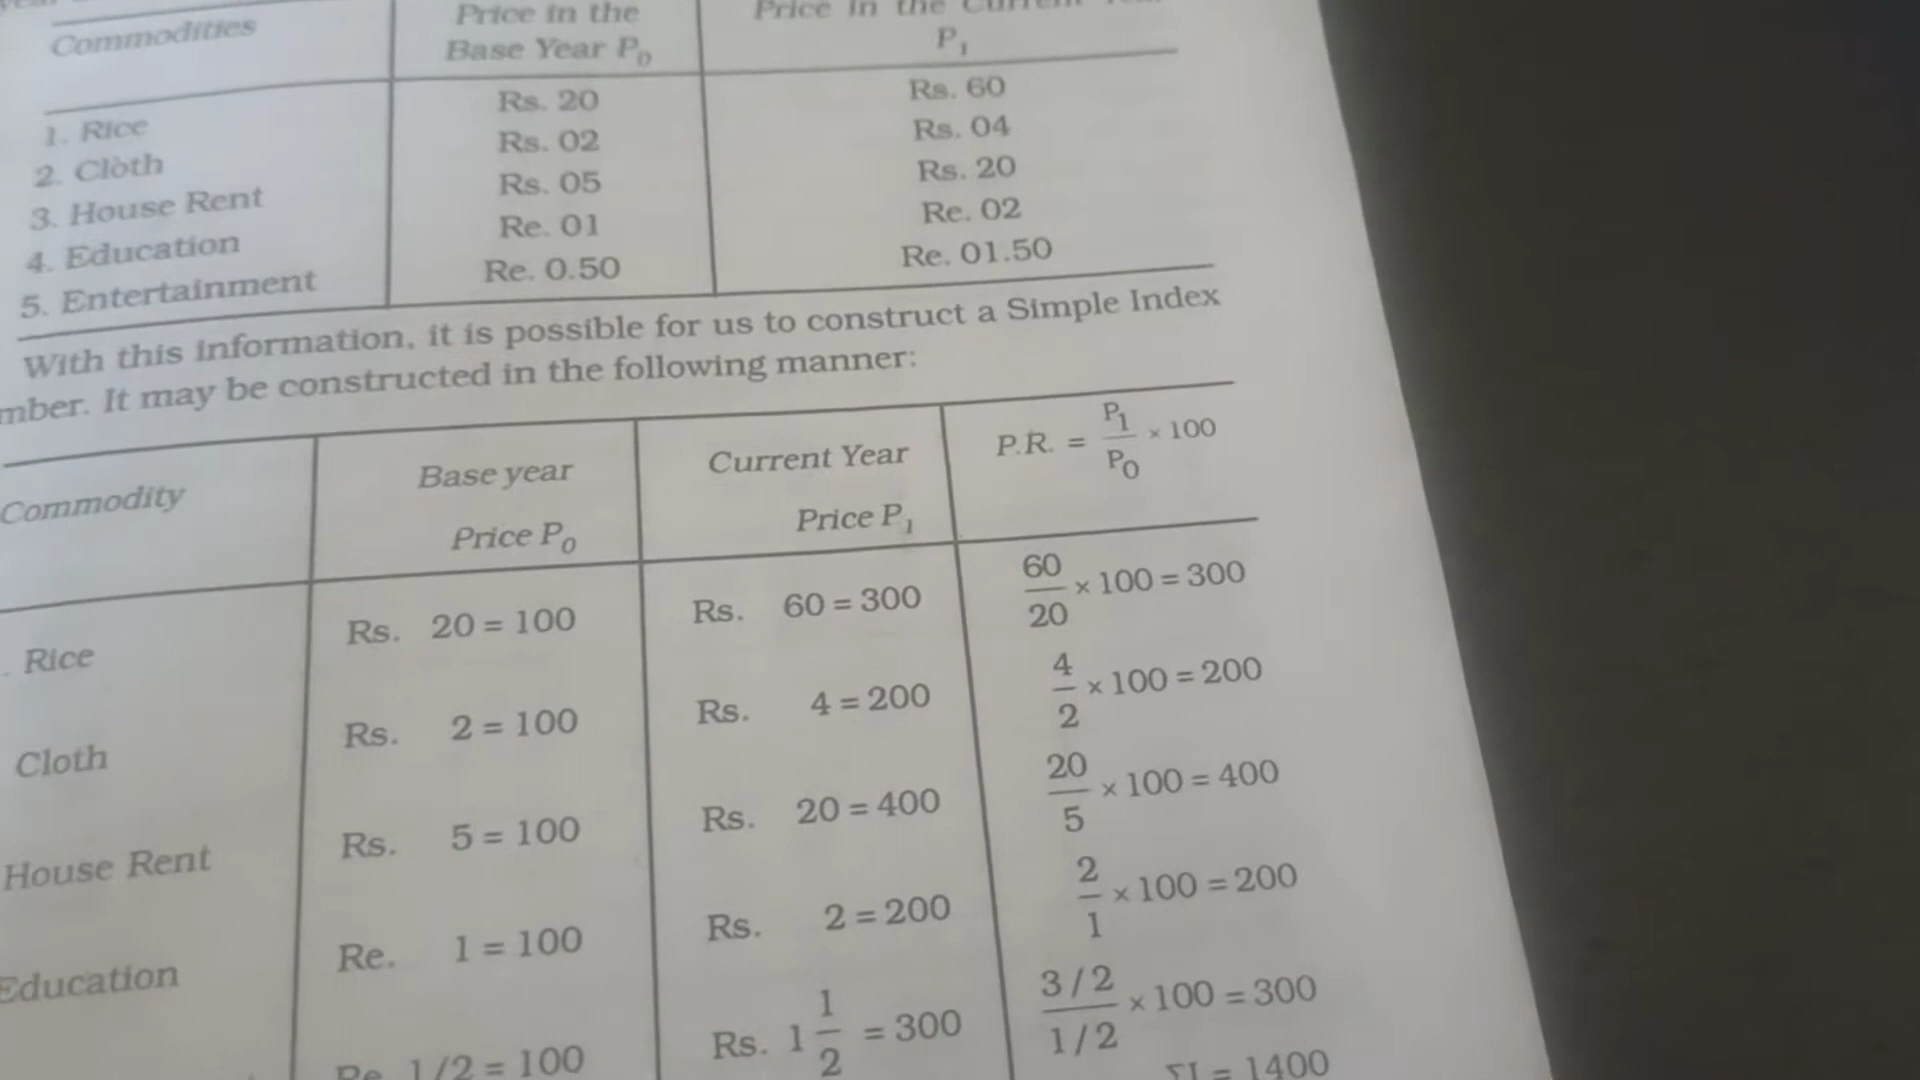 Commodities Price in the Base Year P0 Price in the Current P1
1. Rice Rs. 20 Rs. 60
2. Cloth Rs. 02 Rs. 04
3. House Rent Rs. 05 Rs. 20
4. Education Re. 01 Re. 02
5. Entertainment Re. 0.50 Re. 01.50
With this information, it is possible for us to construct a Simple Index
mber. It may be constructed in the following manner:
Commodity Base year Price P0 Current Year Price P1 P.R. = P1/P0 × 100
Rice Rs. 20 = 100 Rs. 60 = 300 60/20 × 100 = 300
Cloth Rs. 2 = 100 Rs. 4 = 200 4/2 × 100 = 200
House Rent Rs. 5 = 100 Rs. 20 = 400 20/5 × 100 = 400
Education Re. 1 = 100 Rs. 2 = 200 2/1 × 100 = 200
Re 1/2 = 100 Rs. 1 1/2 = 300 3/2 / 1/2 × 100 = 300
ΣI = 1400